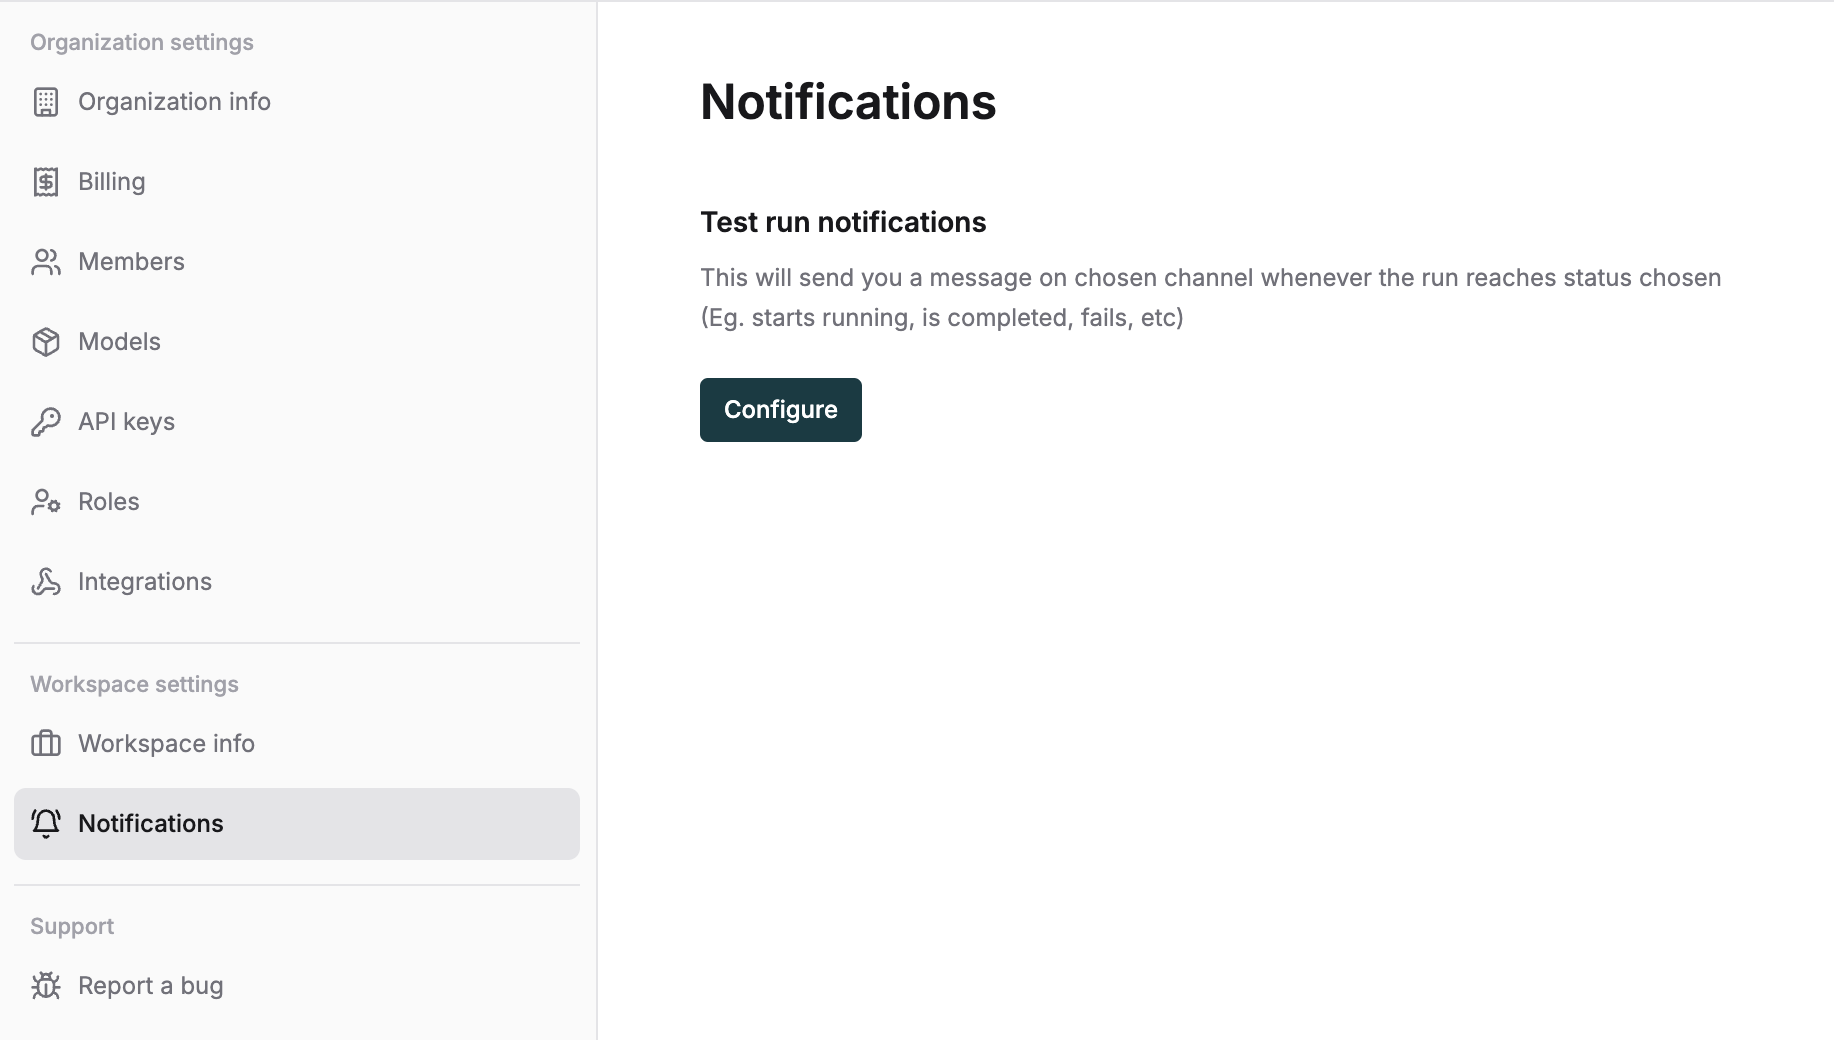 Organization settings
Organization info
Billing
Members
Models
API keys
Roles
Integrations
Workspace settings
Workspace info
Notifications
Support
Report a bug
Notifications
Test run notifications
This will send you a message on chosen channel whenever the run reaches status chosen
(Eg. starts running, is completed, fails, etc)
Configure